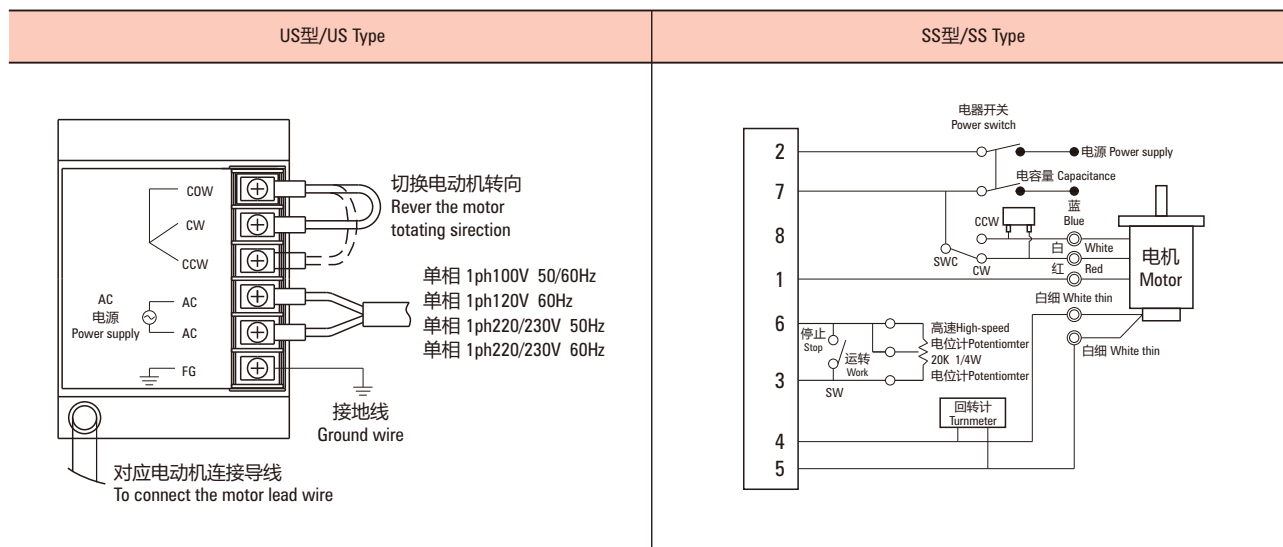 US型/US Type
SS型/SS Type
COW
CW
CCW
AC
电源
Power supply
AC
AC
FG
切换电动机转向
Rever the motor
totating sirection
单相 1ph100V 50/60Hz
单相 1ph120V 60Hz
单相 1ph220/230V 50Hz
单相 1ph220/230V 60Hz
接地线
Ground wire
对应电动机连接导线
To connect the motor lead wire
电器开关
Power switch
2
电源 Power supply
7
电容量 Capacitance
蓝
Blue
CCW
8
白 White
SWC
CW
电机
Motor
1
红 Red
白细 White thin
6
停止
Stop
运转
Work
高速High-speed
电位计Potentiomter
20K 1/4W
电位计Potentiomter
白细 White thin
3
SW
回转计
Turnmeter
4
5